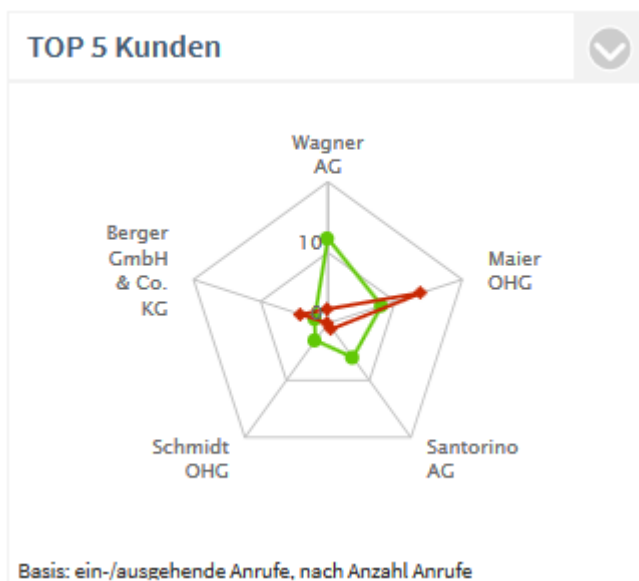 TOP 5 Kunden
Wagner
AG
10
Berger
GmbH
& Co.
KG
Maier
OHG
0
Schmidt
OHG
Santorino
AG
Basis: ein-/ausgehende Anrufe, nach Anzahl Anrufe